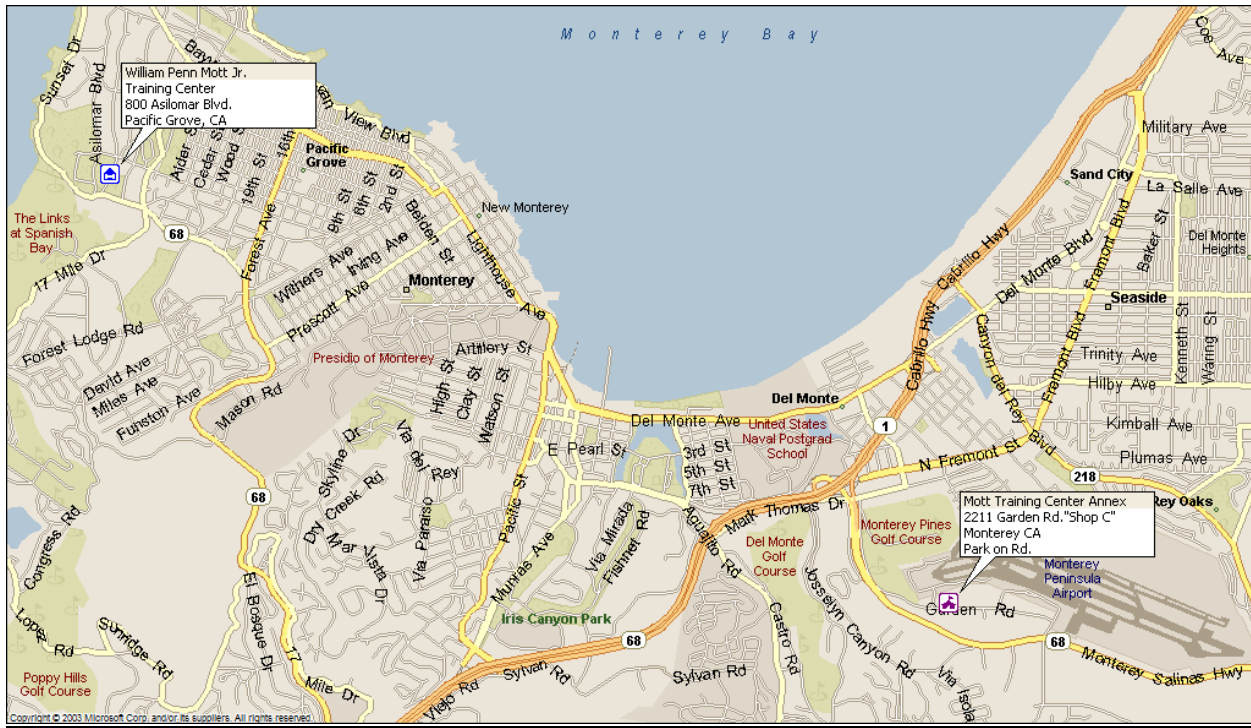 Monterey Bay
Sunset Dr
Asilomar Blvd
William Penn Mott Jr.
Training Center
800 Asilomar Blvd.
Pacific Grove, CA
View Blvd
Coe Ave
Military Ave
Alder St
Cedar St
Wood St
19th St
16th
Pacific
Grove
9th St
6th St
2nd St
Belden St
New Monterey
Sand City
La Salle Ave
The Links
at Spanish
Bay
68
Forest Ave
Lighthouse Ave
Cabrillo Hwy
Cabrillo Hwy
Del Monte Blvd
Fremont Blvd
Baker St
Del Monte
Heights
17 Mile Dr
Withers Ave
Irving Ave
Monterey
Prescott Ave
Seaside
Forest Lodge Rd
David Ave
Miles Ave
Funston Ave
Presidio of Monterey
Artillery St
High St
Clay St
Watson St
Canyon del Rey Blvd
Fremont Blvd
Trinity Ave
Kenneth St
Waring St
Hilby Ave
Mason Rd
Del Monte
Del Monte Ave
United States
Naval Postgrad
School
1
Kimball Ave
Skyline Dr
Via del Rey
E Pearl St
3rd St
5th St
7th St
N Fremont St
Plumas Ave
218
68
Dry Creek Rd
Mar Vista Dr
Via Paraiso
Pacific St
Mark Thomas Dr
Rey Oaks
Mott Training Center Annex
2211 Garden Rd."Shop C"
Monterey CA
Park on Rd.
Monterey Pines
Golf Course
Congress Rd
El Bosque Dr
Munras Ave
Via Mirada
Fishnet Rd
Aguajito Rd
Del Monte
Golf
Course
Josselyn Canyon Rd
Monterey
Peninsula
Airport
Garden Rd
Iris Canyon Park
68
68
Lopez Rd
Sunridge Rd
Castro Rd
Poppy Hills
Golf Course
17 Mile Dr
Viejo Rd
Sylvan Rd
Sylvan Rd
Via Isola
Monterey Salinas Hwy
Copyright © 2003 Microsoft Corp. and/or its suppliers. All rights reserved.